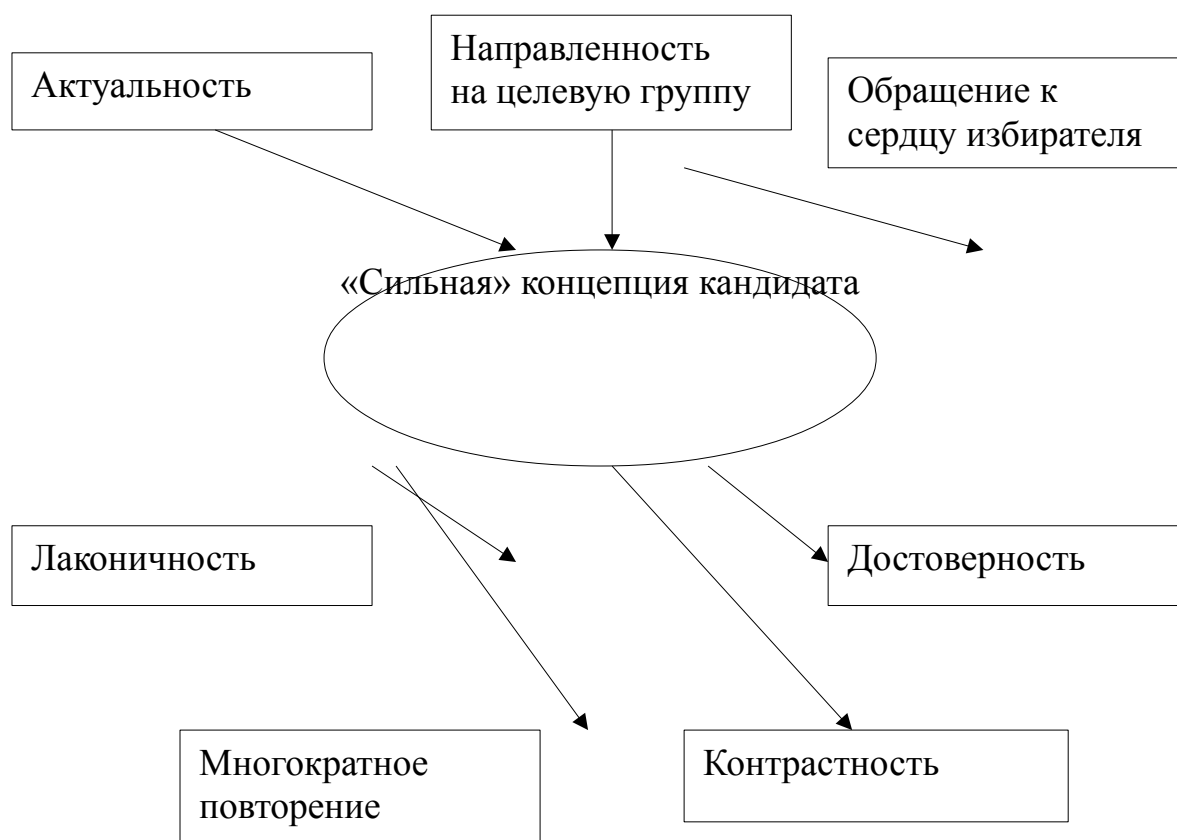 Актуальность
Направленность
на целевую группу
Обращение к
сердцу избирателя
«Сильная» концепция кандидата
Лаконичность
Достоверность
Многократное
повторение
Контрастность